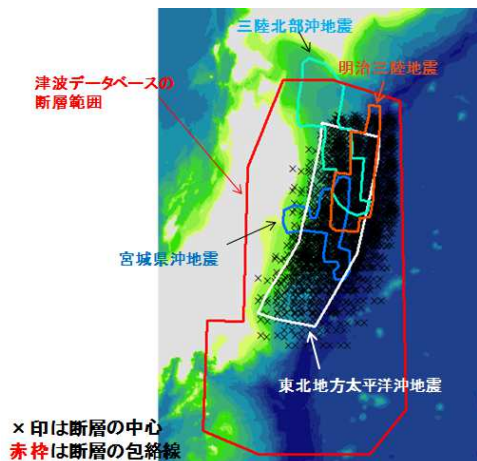 三陸北部沖地震
明治三陸地震
津波データベースの
断層範囲
宮城県沖地震
東北地方太平洋沖地震
×印は断層の中心
赤枠は断層の包絡線